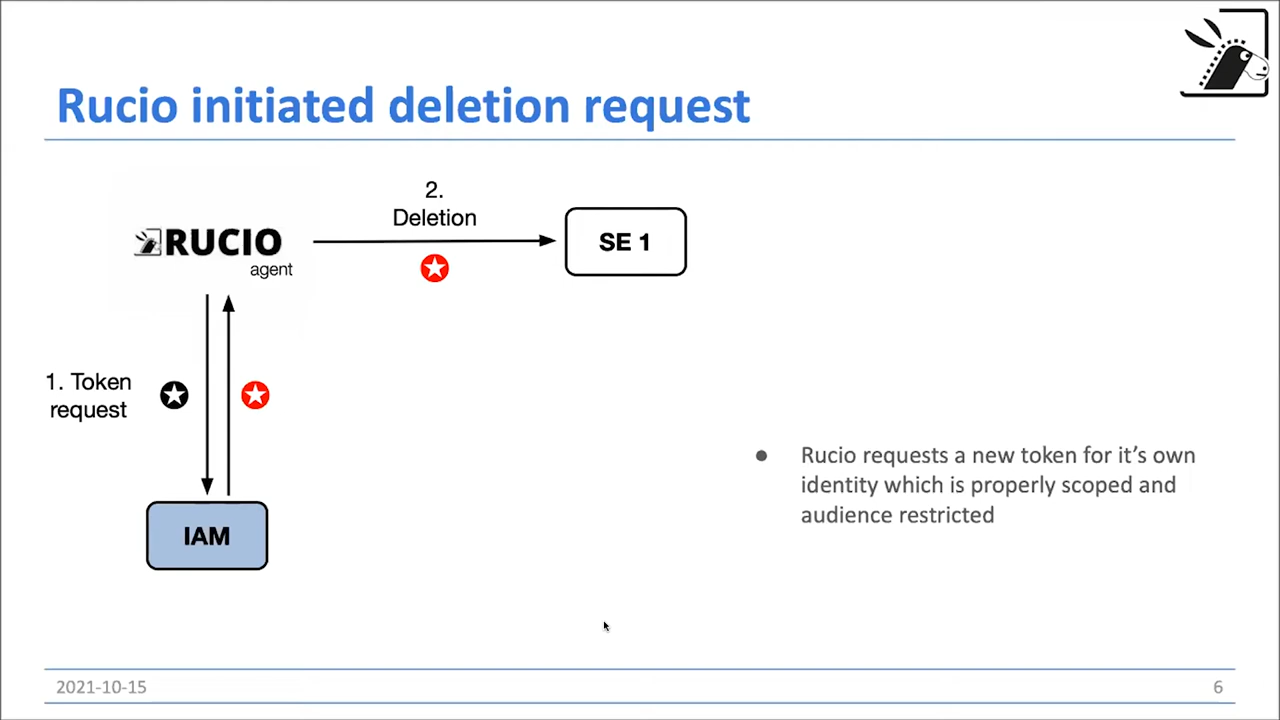 Rucio initiated deletion request
2.
Deletion
RUCIO
agent
SE 1
1. Token
request
IAM
● Rucio requests a new token for it’s own
identity which is properly scoped and
audience restricted
2021-10-15
6